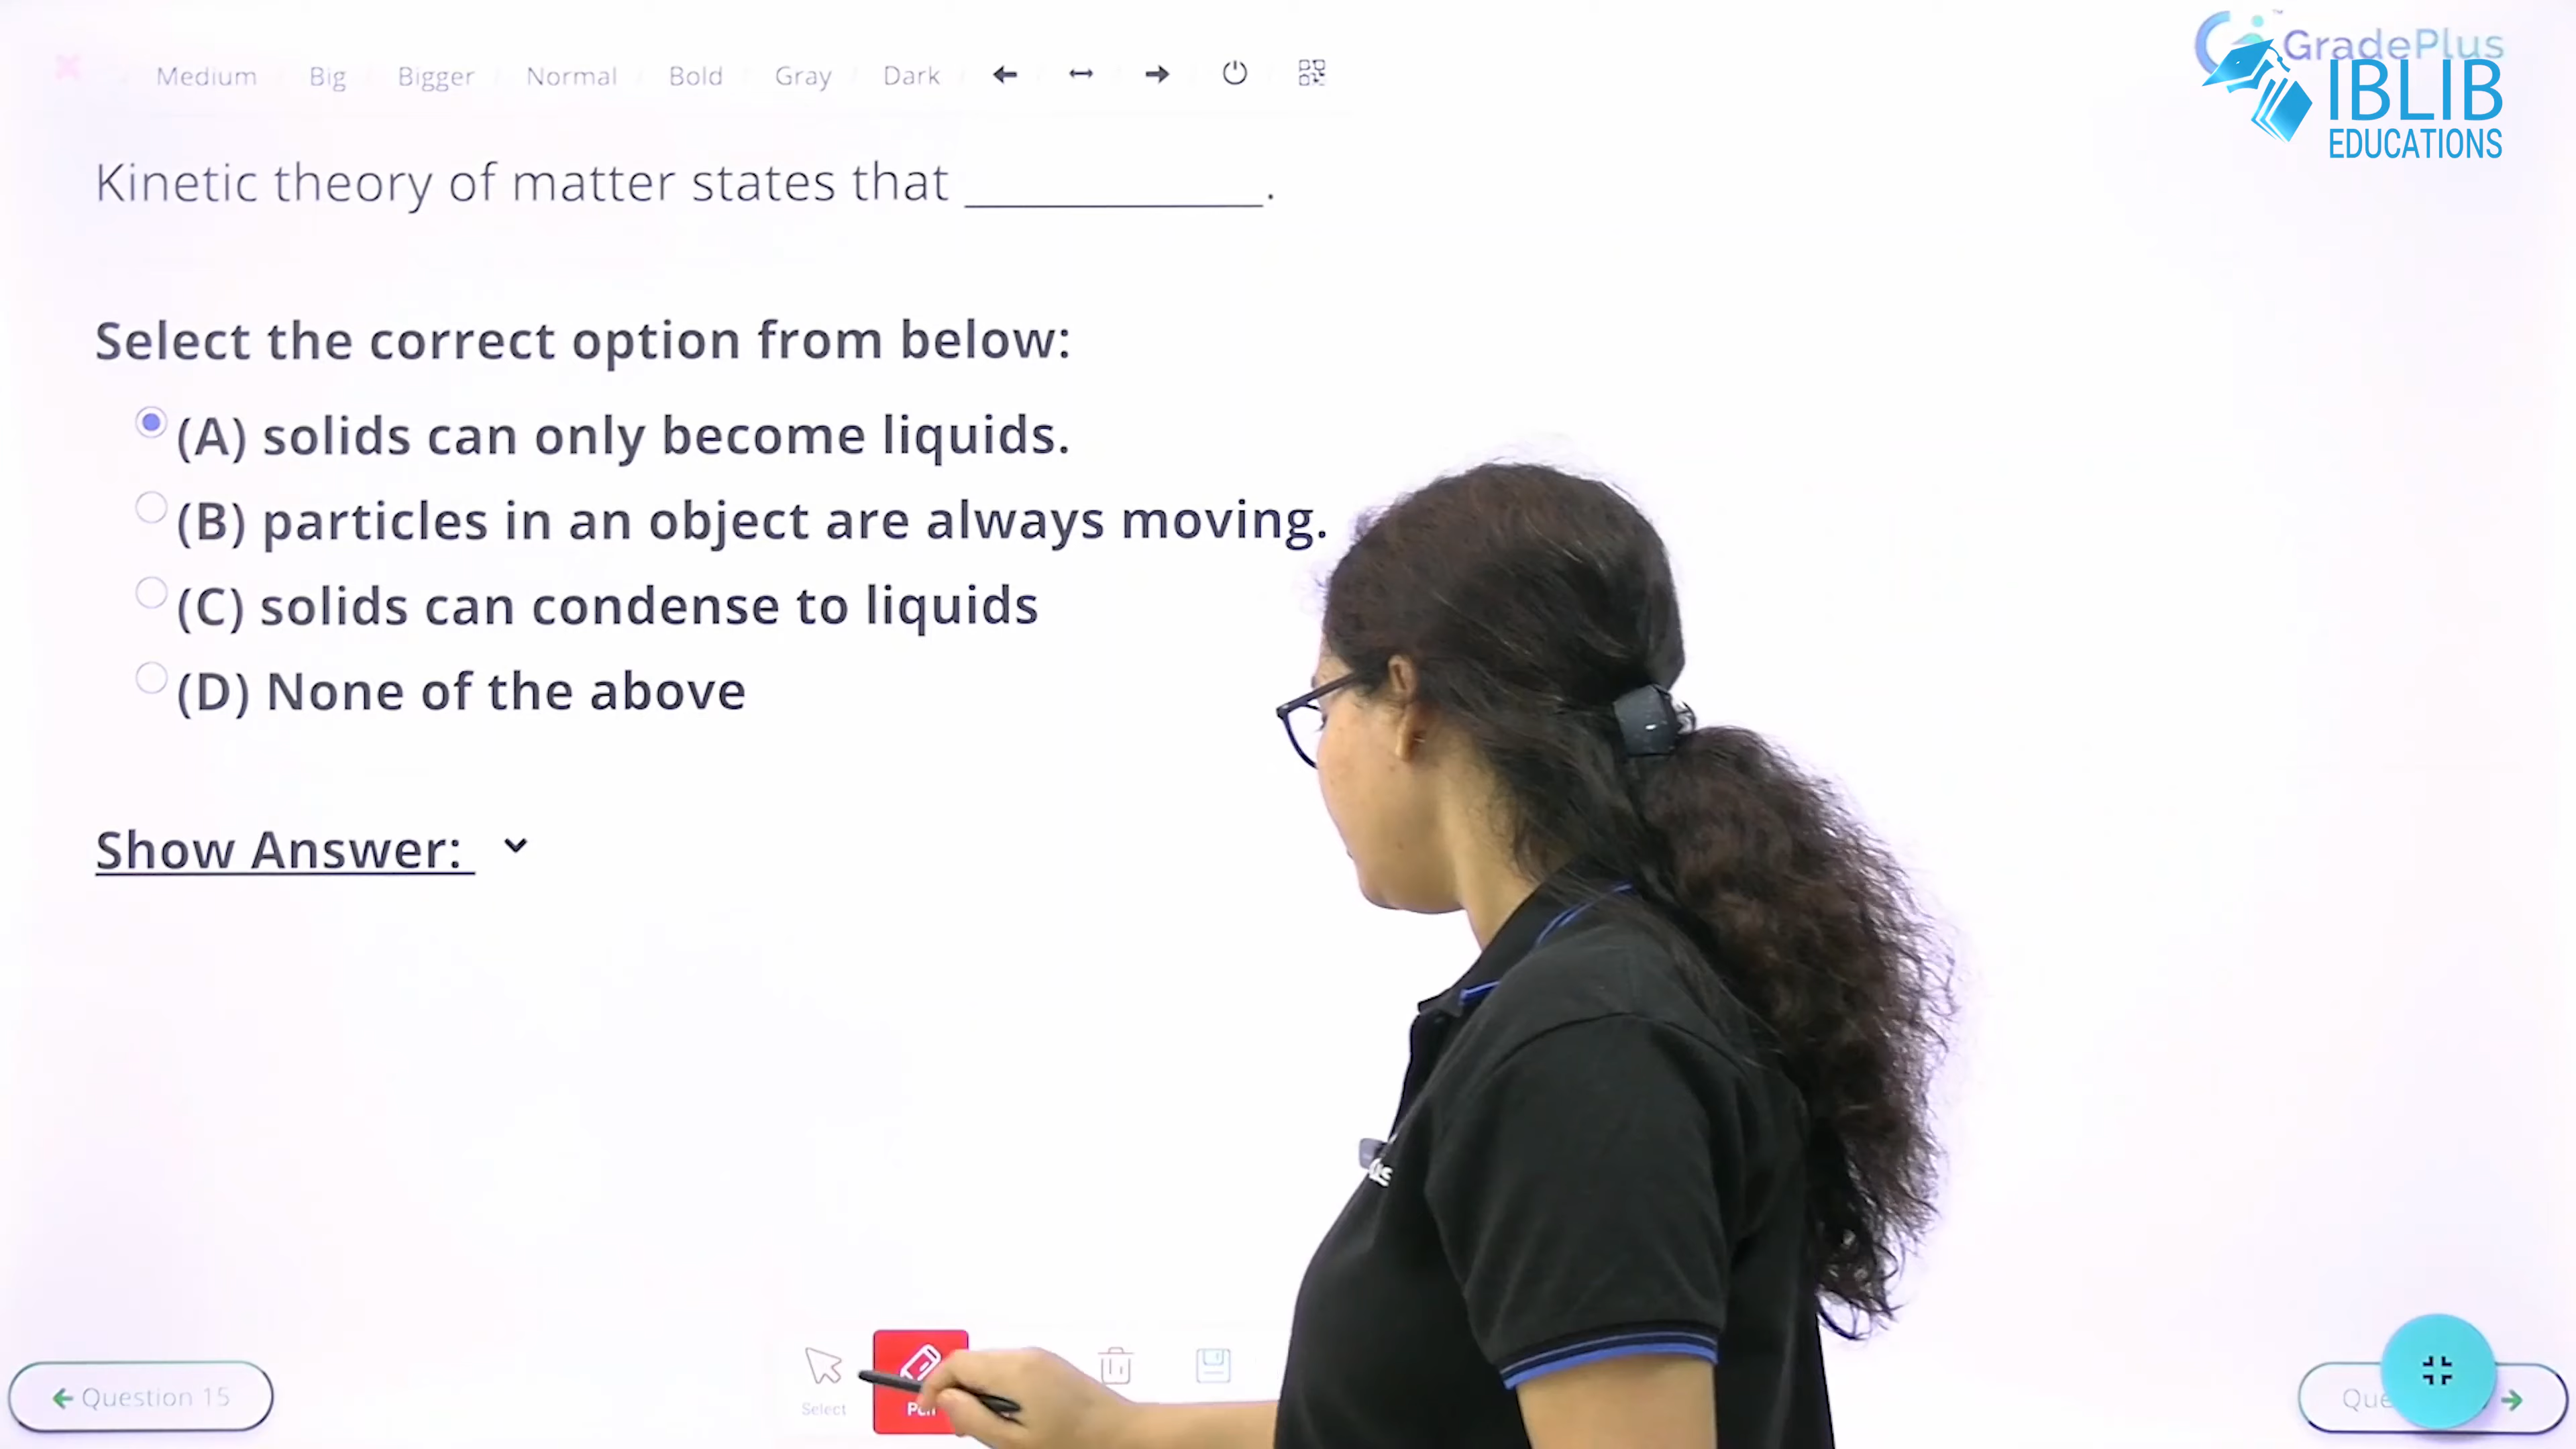 GradePlus
IBLIB
EDUCATIONS
Medium Big Bigger Normal Bold Gray Dark
Kinetic theory of matter states that ____________.
Select the correct option from below:
(A) solids can only become liquids.
(B) particles in an object are always moving.
(C) solids can condense to liquids
(D) None of the above
Show Answer:
Select
Question 15